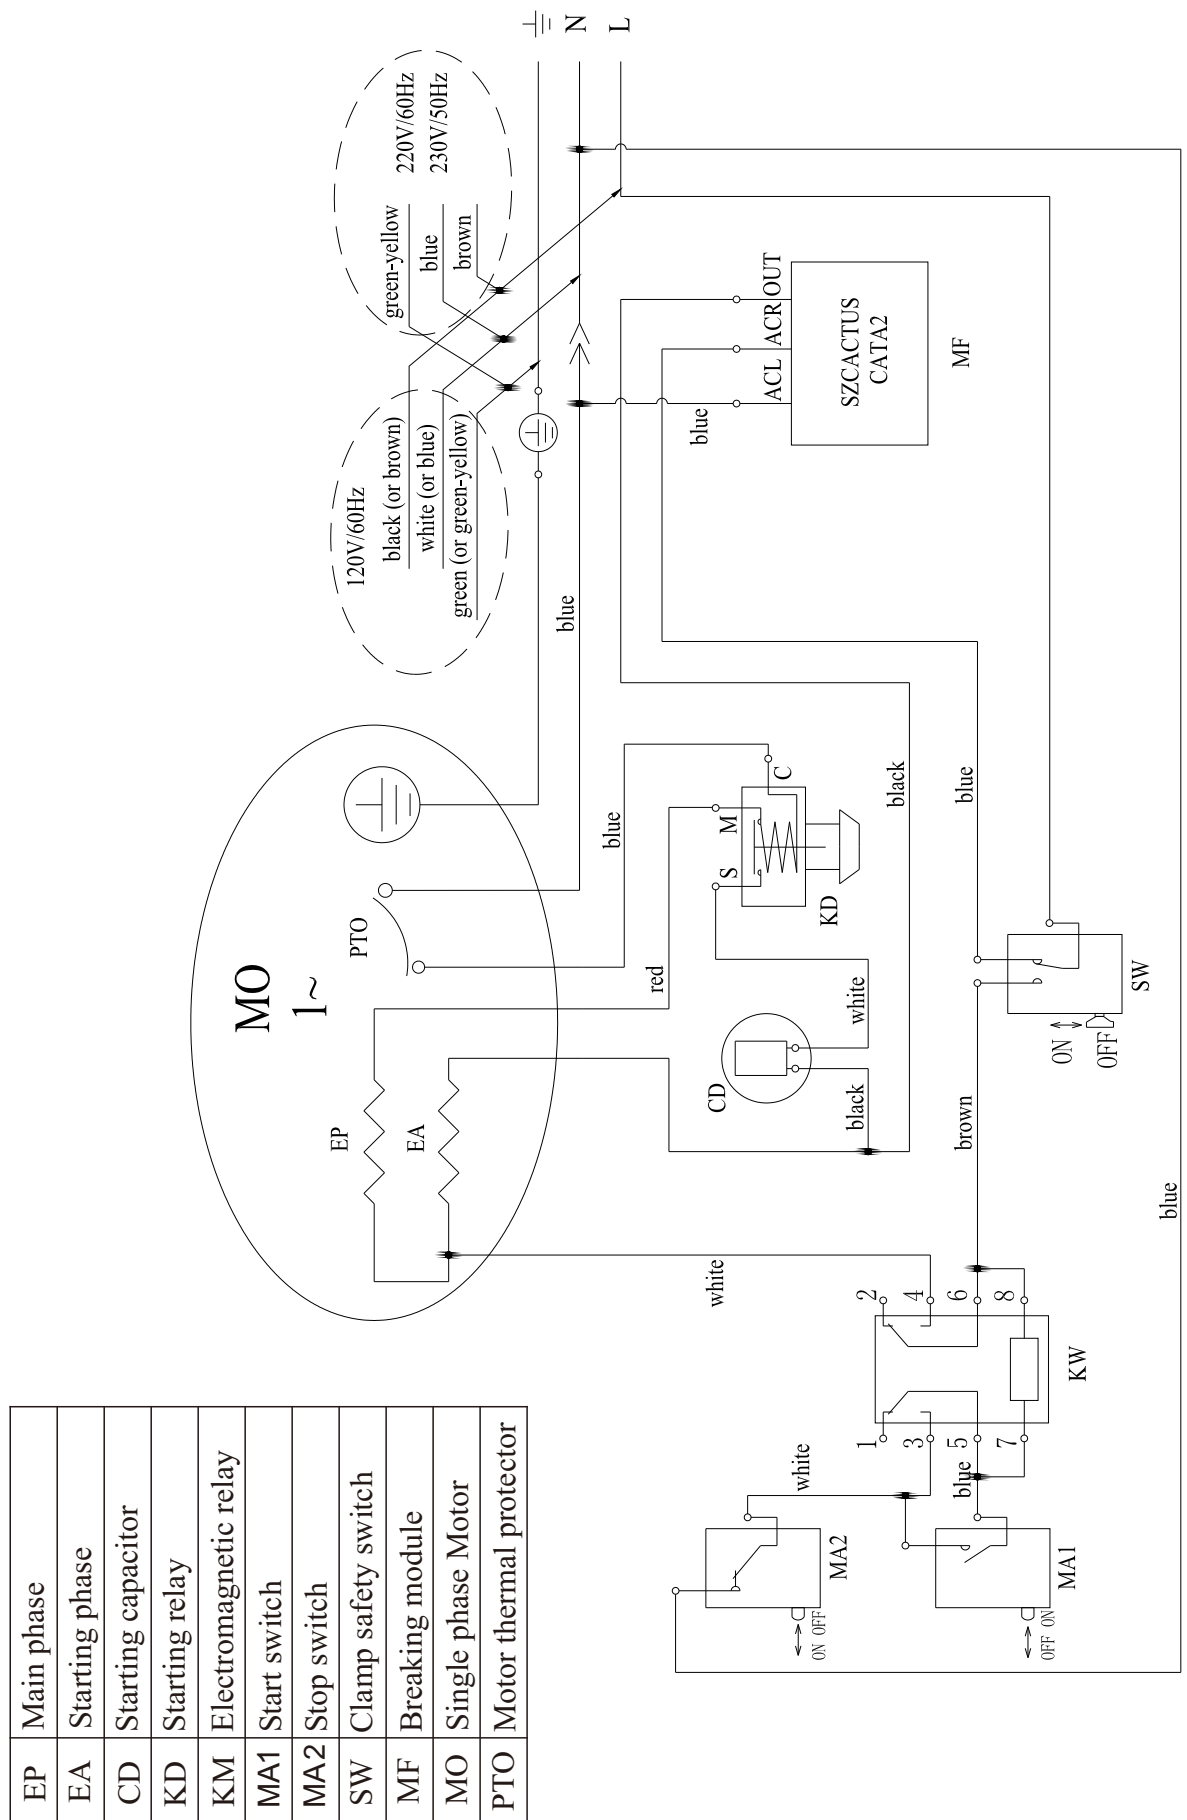 EP Main phase
EA Starting phase
CD Starting capacitor
KD Starting relay
KM Electromagnetic relay
MA1 Start switch
MA2 Stop switch
SW Clamp safety switch
MF Breaking module
MO Single phase Motor
PTO Motor thermal protector
MO
1~
EP
EA
PTO
120V/60Hz
black (or brown)
white (or blue)
green (or green-yellow)
220V/60Hz
230V/50Hz
green-yellow
blue
brown
N
L
blue
blue
red
white
blue
ACL ACR OUT
SZCACTUS
CATA2
MF
S M C
KD
CD
black
white
black
blue
brown
SW
ON
OFF
2
4
6
8
1
3
5
7
KW
white
blue
MA2
ON OFF
MA1
OFF ON
blue